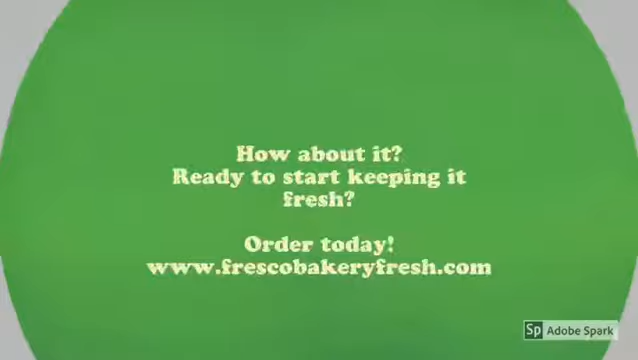 How about it?
Ready to start keeping it
fresh?
Order today!
www.frescobakeryfresh.com
Sp Adobe Spark